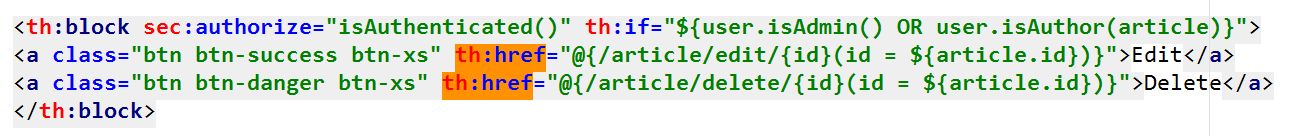 <th:block sec:authorize="isAuthenticated()" th:if="${user.isAdmin() OR user.isAuthor(article)}">
<a class="btn btn-success btn-xs" th:href="@{/article/edit/{id}(id = ${article.id})}">Edit</a>
<a class="btn btn-danger btn-xs" th:href="@{/article/delete/{id}(id = ${article.id})}">Delete</a>
</th:block>